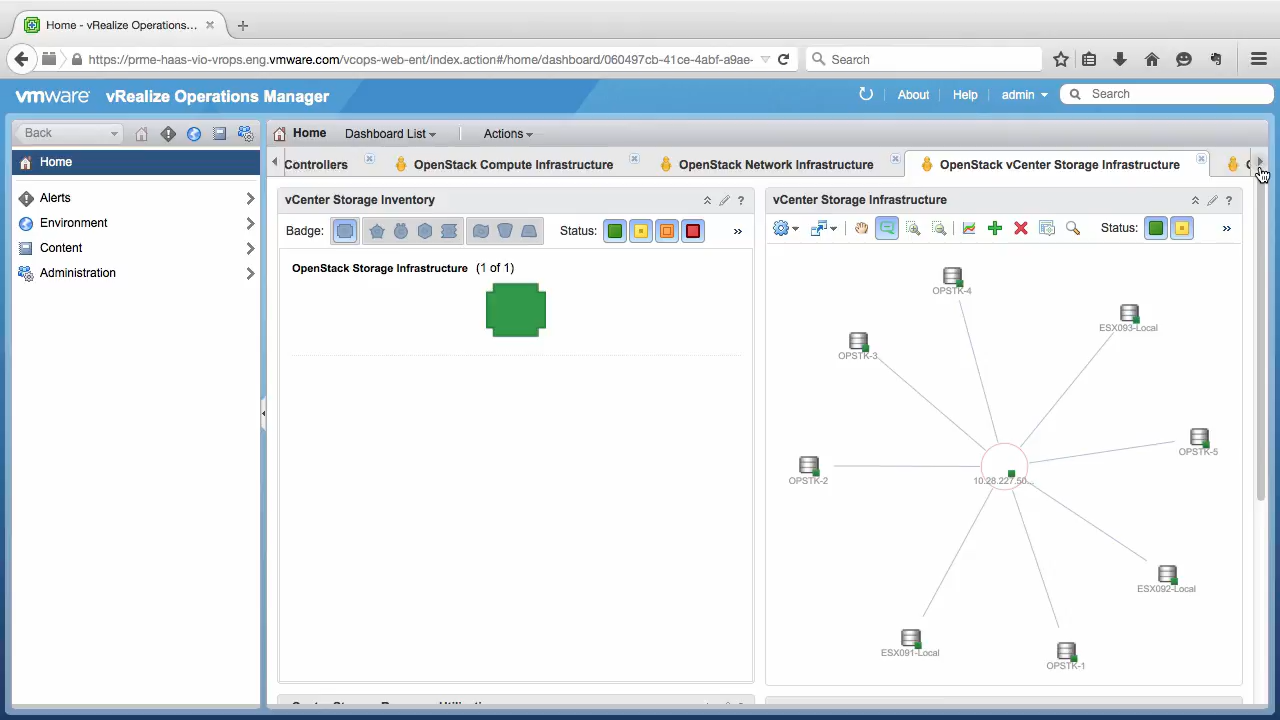 Home - vRealize Operations...
https://prme-haas-vio-vrops.eng.vmware.com/vcops-web-ent/index.action#/home/dashboard/060497cb-41ce-4abf-a9ae-
Search
vmware vRealize Operations Manager
About
Help
admin
Search
Back
Home
Dashboard List
Actions
Home
Controllers
OpenStack Compute Infrastructure
OpenStack Network Infrastructure
OpenStack vCenter Storage Infrastructure
Alerts
Environment
Content
Administration
vCenter Storage Inventory
?
Badge:
Status:
»
OpenStack Storage Infrastructure (1 of 1)
vCenter Storage Infrastructure
?
Status:
»
OPSTK-4
ESX093-Local
OPSTK-3
OPSTK-5
OPSTK-2
10.28.227.50...
ESX092-Local
ESX091-Local
OPSTK-1